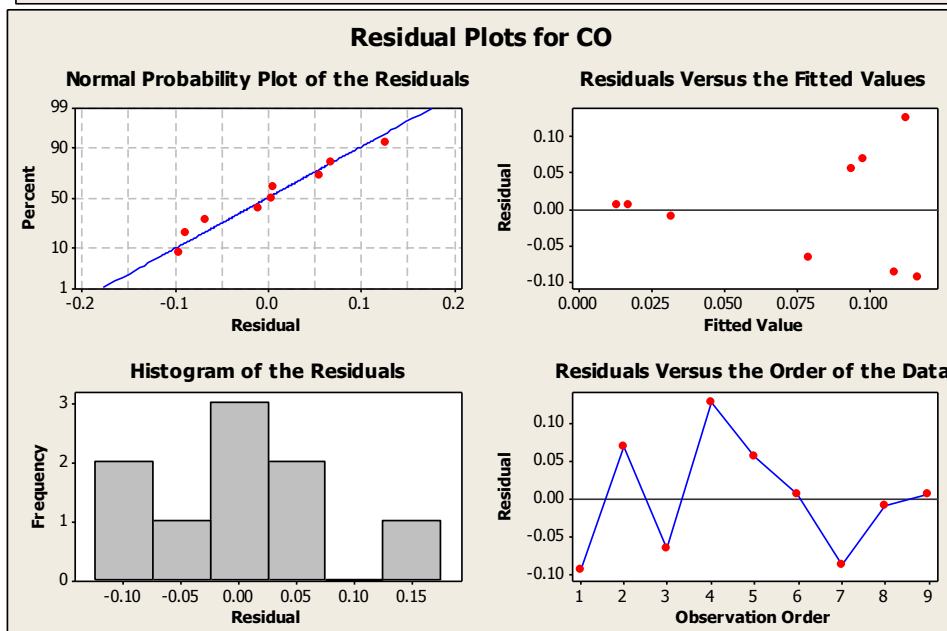 Residual Plots for CO
Normal Probability Plot of the Residuals
99
90
50
10
1
Percent
-0.2 -0.1 0.0 0.1 0.2
Residual
Residuals Versus the Fitted Values
0.10
0.05
0.00
-0.05
-0.10
Residual
0.000 0.025 0.050 0.075 0.100
Fitted Value
Histogram of the Residuals
3
2
1
0
Frequency
-0.10 -0.05 0.00 0.05 0.10 0.15
Residual
Residuals Versus the Order of the Data
0.10
0.05
0.00
-0.05
-0.10
Residual
1 2 3 4 5 6 7 8 9
Observation Order